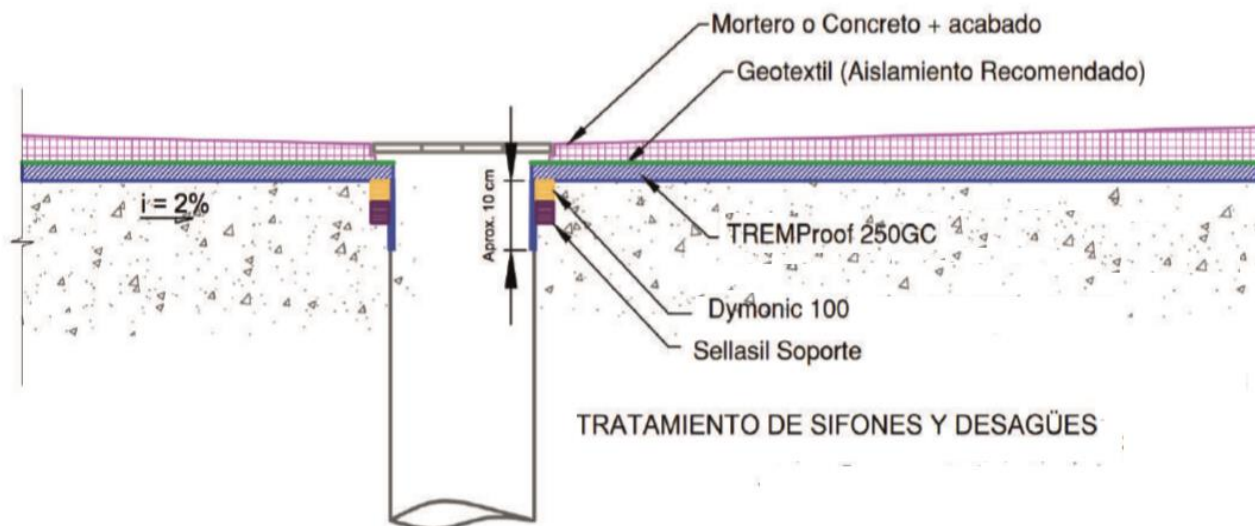 Mortero o Concreto + acabado
Geotextil (Aislamiento Recomendado)
Aprox. 10 cm
i = 2%
TREMProof 250GC
Dymonic 100
Sellasil Soporte
TRATAMIENTO DE SIFONES Y DESAGÜES